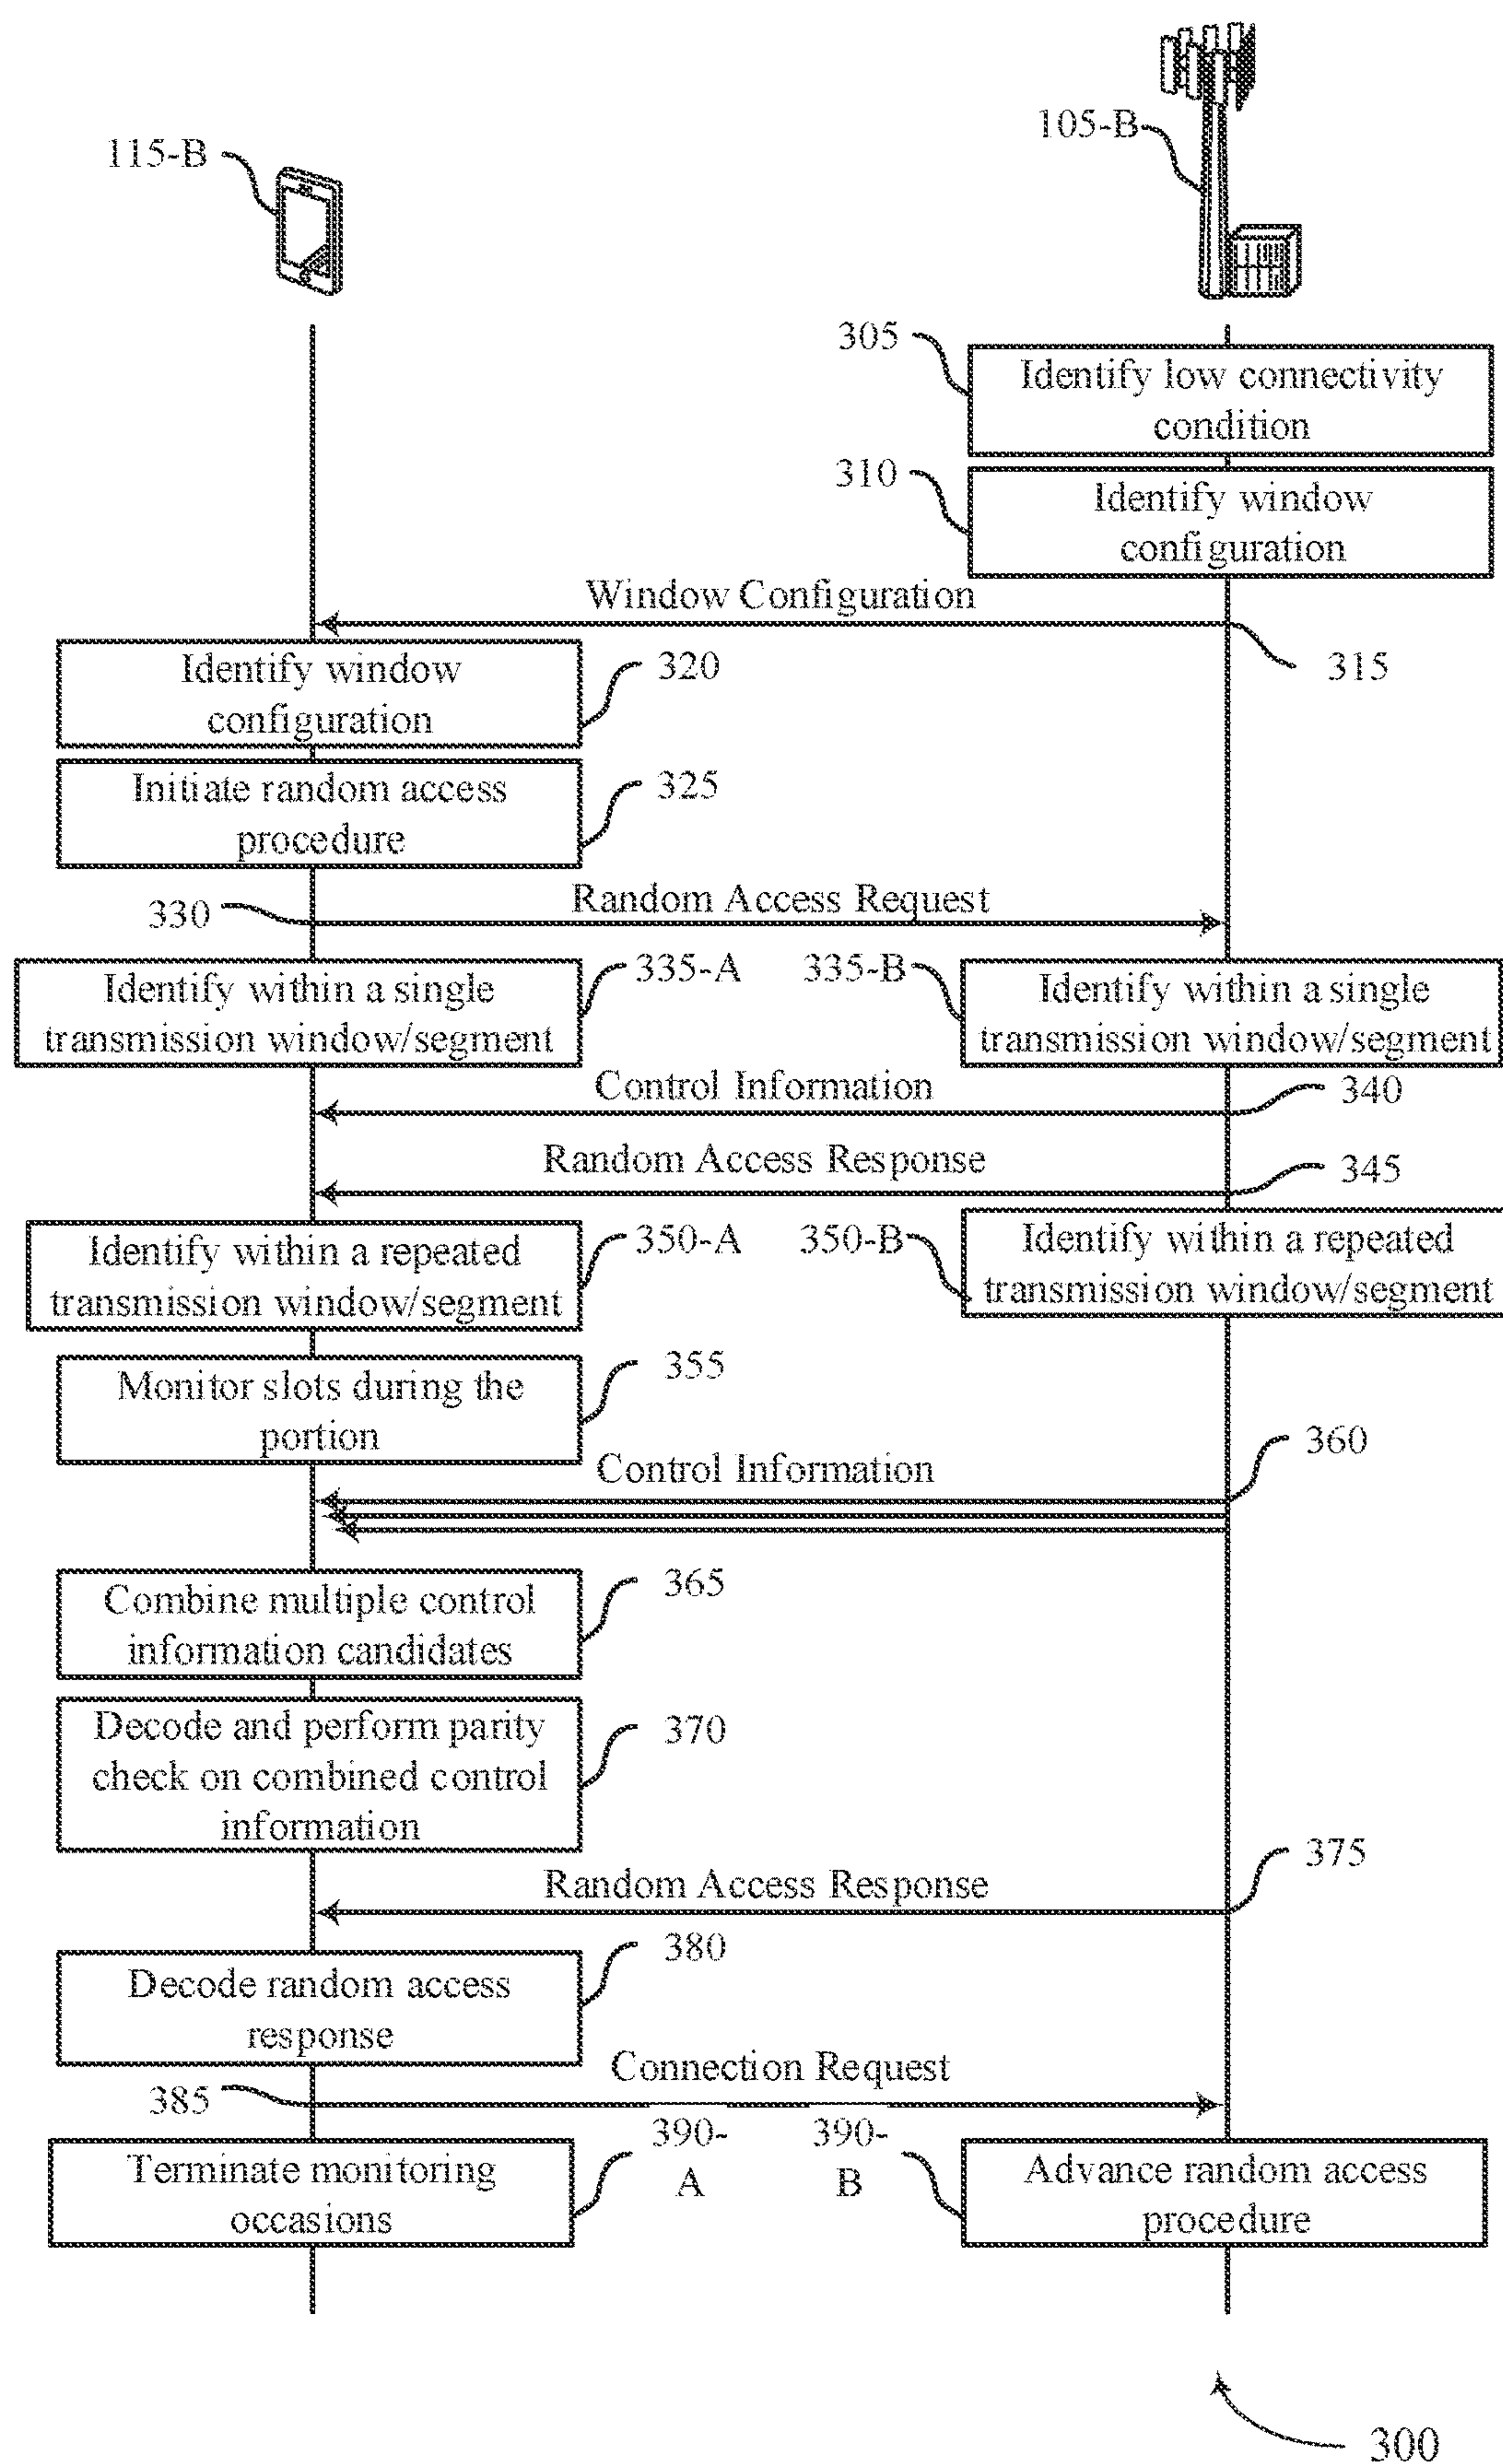 105-B
115-B
305
Identify low connectivity
condition
310
Identify window
configuration
Window Configuration
315
Identify window
configuration
320
Initiate random access
procedure
325
330
Random Access Request
Identify within a single
transmission window/segment
335-A
335-B
Identify within a single
transmission window/segment
Control Information
340
Random Access Response
345
Identify within a repeated
transmission window/segment
350-A
350-B
Identify within a repeated
transmission window/segment
Monitor slots during the
portion
355
360
Control Information
Combine multiple control
information candidates
365
Decode and perform parity
check on combined control
information
370
375
Random Access Response
380
Decode random access
response
Connection Request
385
390-
A
390-
B
Terminate monitoring
occasions
Advance random access
procedure
300